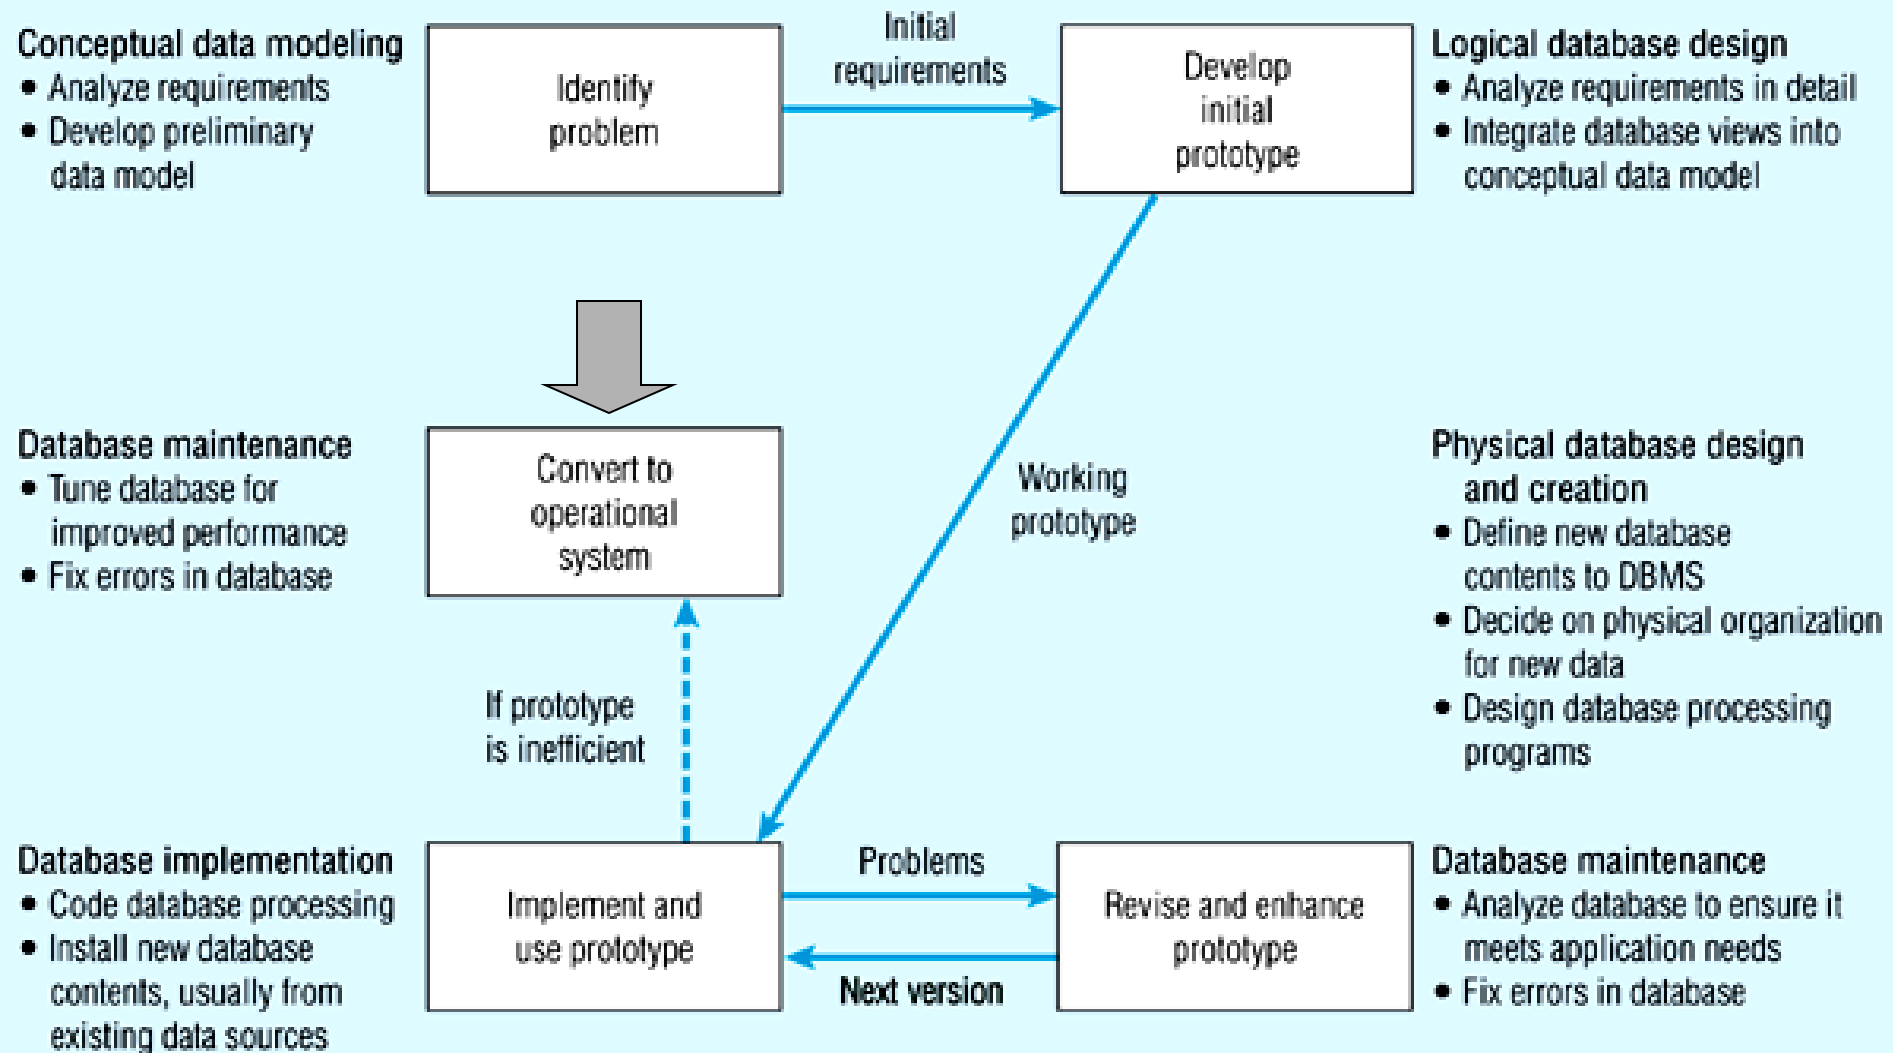 Conceptual data modeling
• Analyze requirements
• Develop preliminary
data model
Identify
problem
Initial
requirements
Develop
initial
prototype
Logical database design
• Analyze requirements in detail
• Integrate database views into
conceptual data model
Database maintenance
• Tune database for
improved performance
• Fix errors in database
Convert to
operational
system
Working
prototype
Physical database design
and creation
• Define new database
contents to DBMS
• Decide on physical organization
for new data
• Design database processing
programs
If prototype
is inefficient
Database implementation
• Code database processing
• Install new database
contents, usually from
existing data sources
Implement and
use prototype
Problems
Next version
Revise and enhance
prototype
Database maintenance
• Analyze database to ensure it
meets application needs
• Fix errors in database